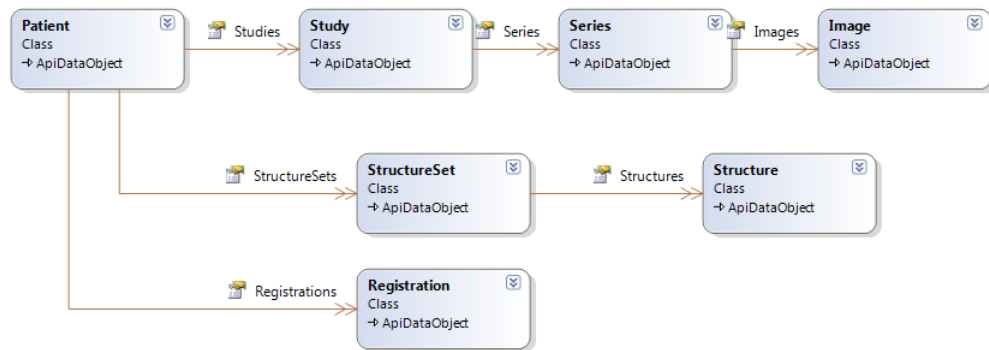 Patient
Class
ApiDataObject
Studies
Study
Class
ApiDataObject
Series
Series
Class
ApiDataObject
Images
Image
Class
ApiDataObject
StructureSets
StructureSet
Class
ApiDataObject
Structures
Structure
Class
ApiDataObject
Registrations
Registration
Class
ApiDataObject